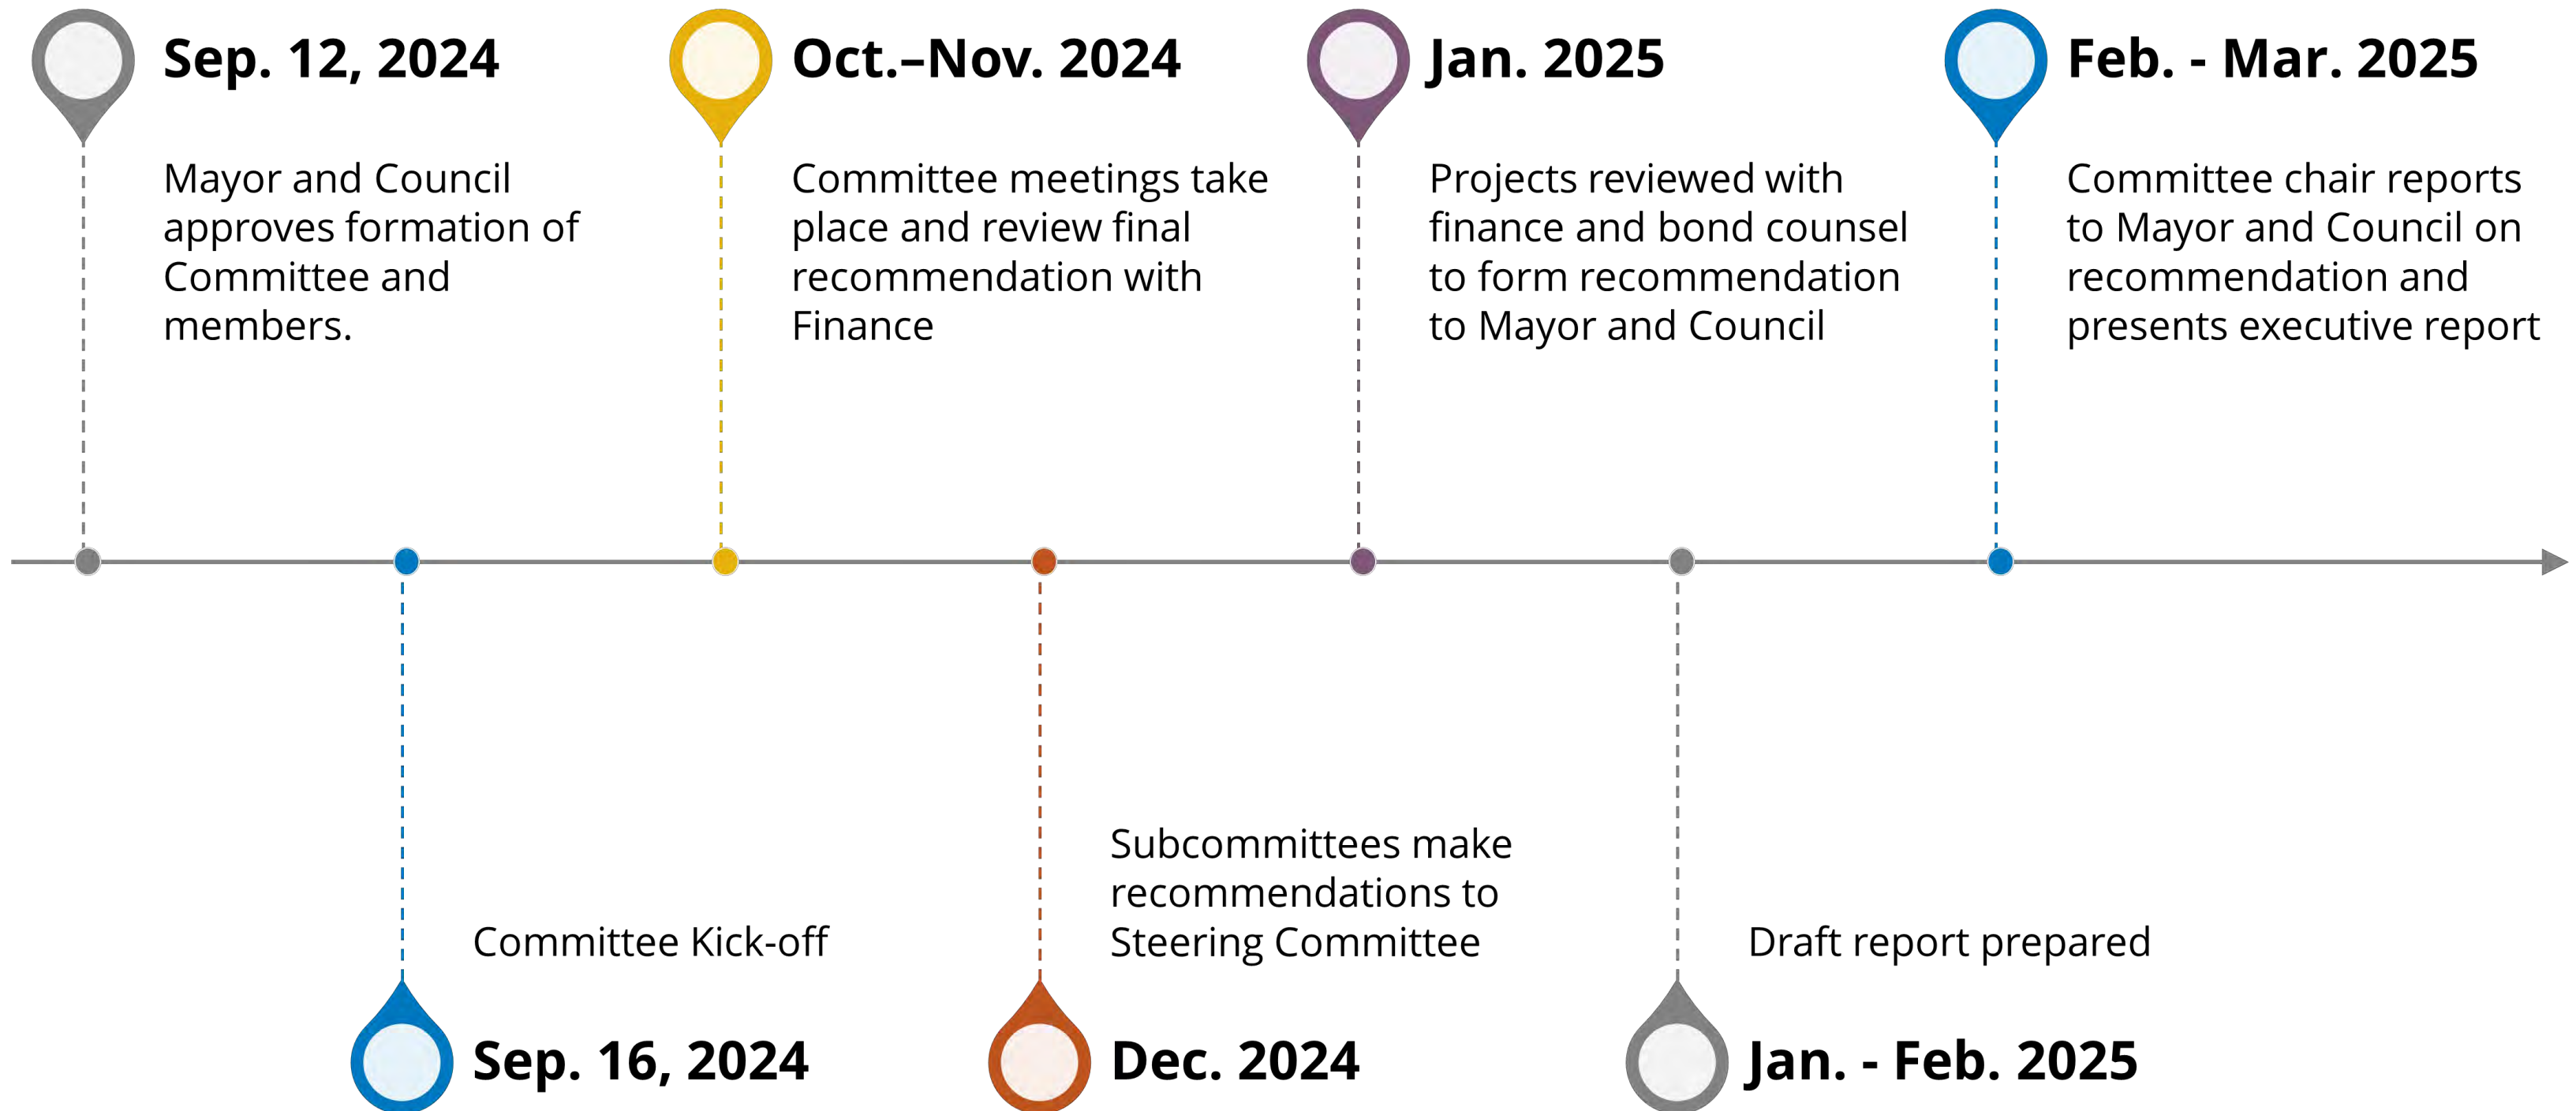 Sep. 12, 2024
Mayor and Council
approves formation of
Committee and
members.
Oct.–Nov. 2024
Committee meetings take
place and review final
recommendation with
Finance
Jan. 2025
Projects reviewed with
finance and bond counsel
to form recommendation
to Mayor and Council
Feb. - Mar. 2025
Committee chair reports
to Mayor and Council on
recommendation and
presents executive report
Committee Kick-off
Sep. 16, 2024
Subcommittees make
recommendations to
Steering Committee
Dec. 2024
Draft report prepared
Jan. - Feb. 2025